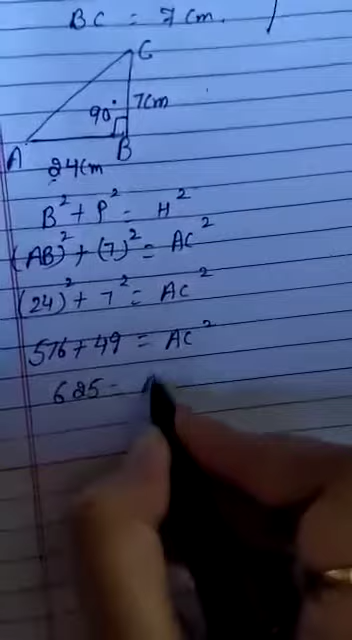 BC = 7 cm.
C
90° 7cm
A B
24cm
B² + P² = H²
(AB)² + (7)² = AC²
(24)² + 7² = AC²
576 + 49 = AC²
625 =